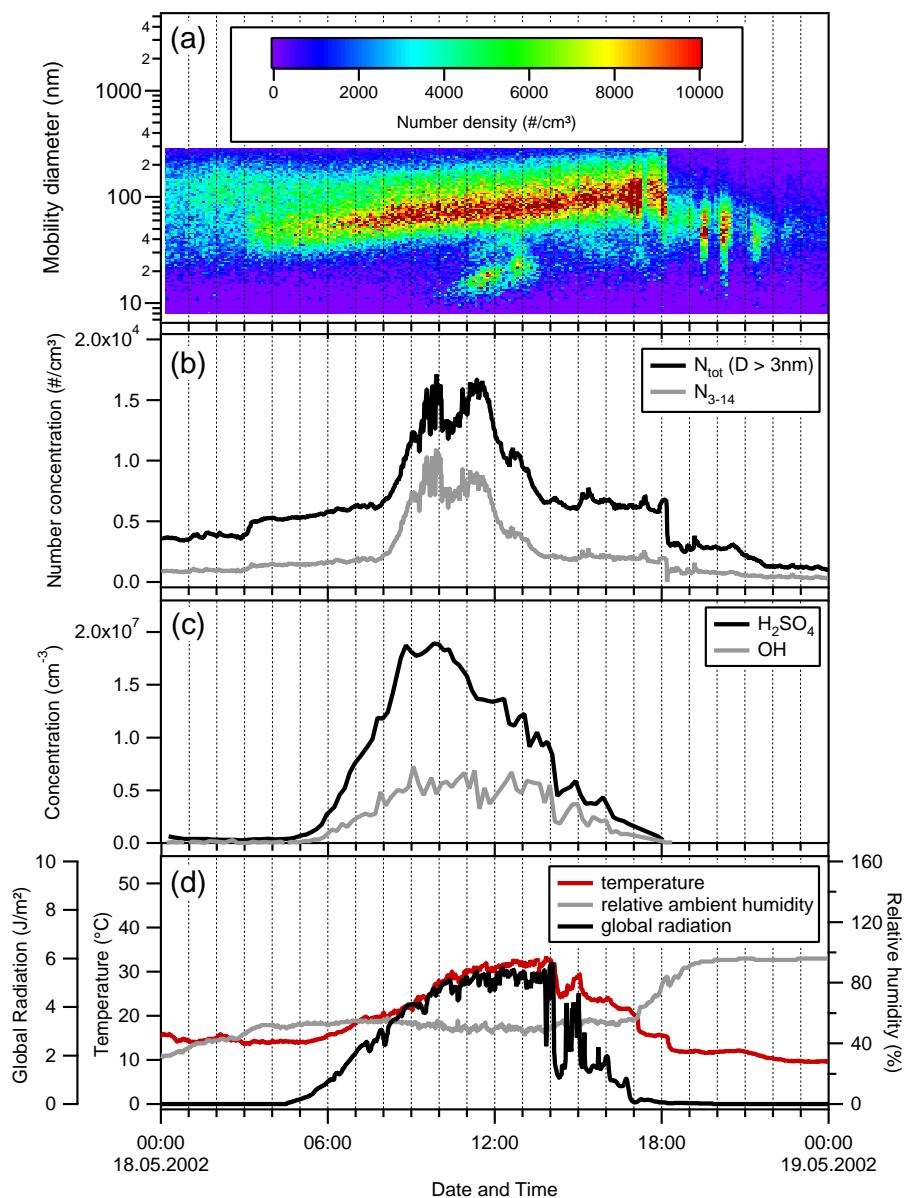 (a)
0 2000 4000 6000 8000 10000
Number density (#/cm³)
Mobility diameter (nm)
4
2
1000
4
2
100
4
2
10
(b)
Number concentration (#/cm³)
2.0x10⁴
1.5
1.0
0.5
0.0
N_tot (D > 3nm)
N_3-14
(c)
Concentration (cm⁻³)
2.0x10⁷
1.5
1.0
0.5
0.0
H₂SO₄
OH
(d)
Global Radiation (J/m²)
10
8
6
4
2
0
Temperature (°C)
50
40
30
20
10
0
temperature
relative ambient humidity
global radiation
160
120
80
40
0
Relative humidity (%)
00:00 06:00 12:00 18:00 00:00
18.05.2002 19.05.2002
Date and Time